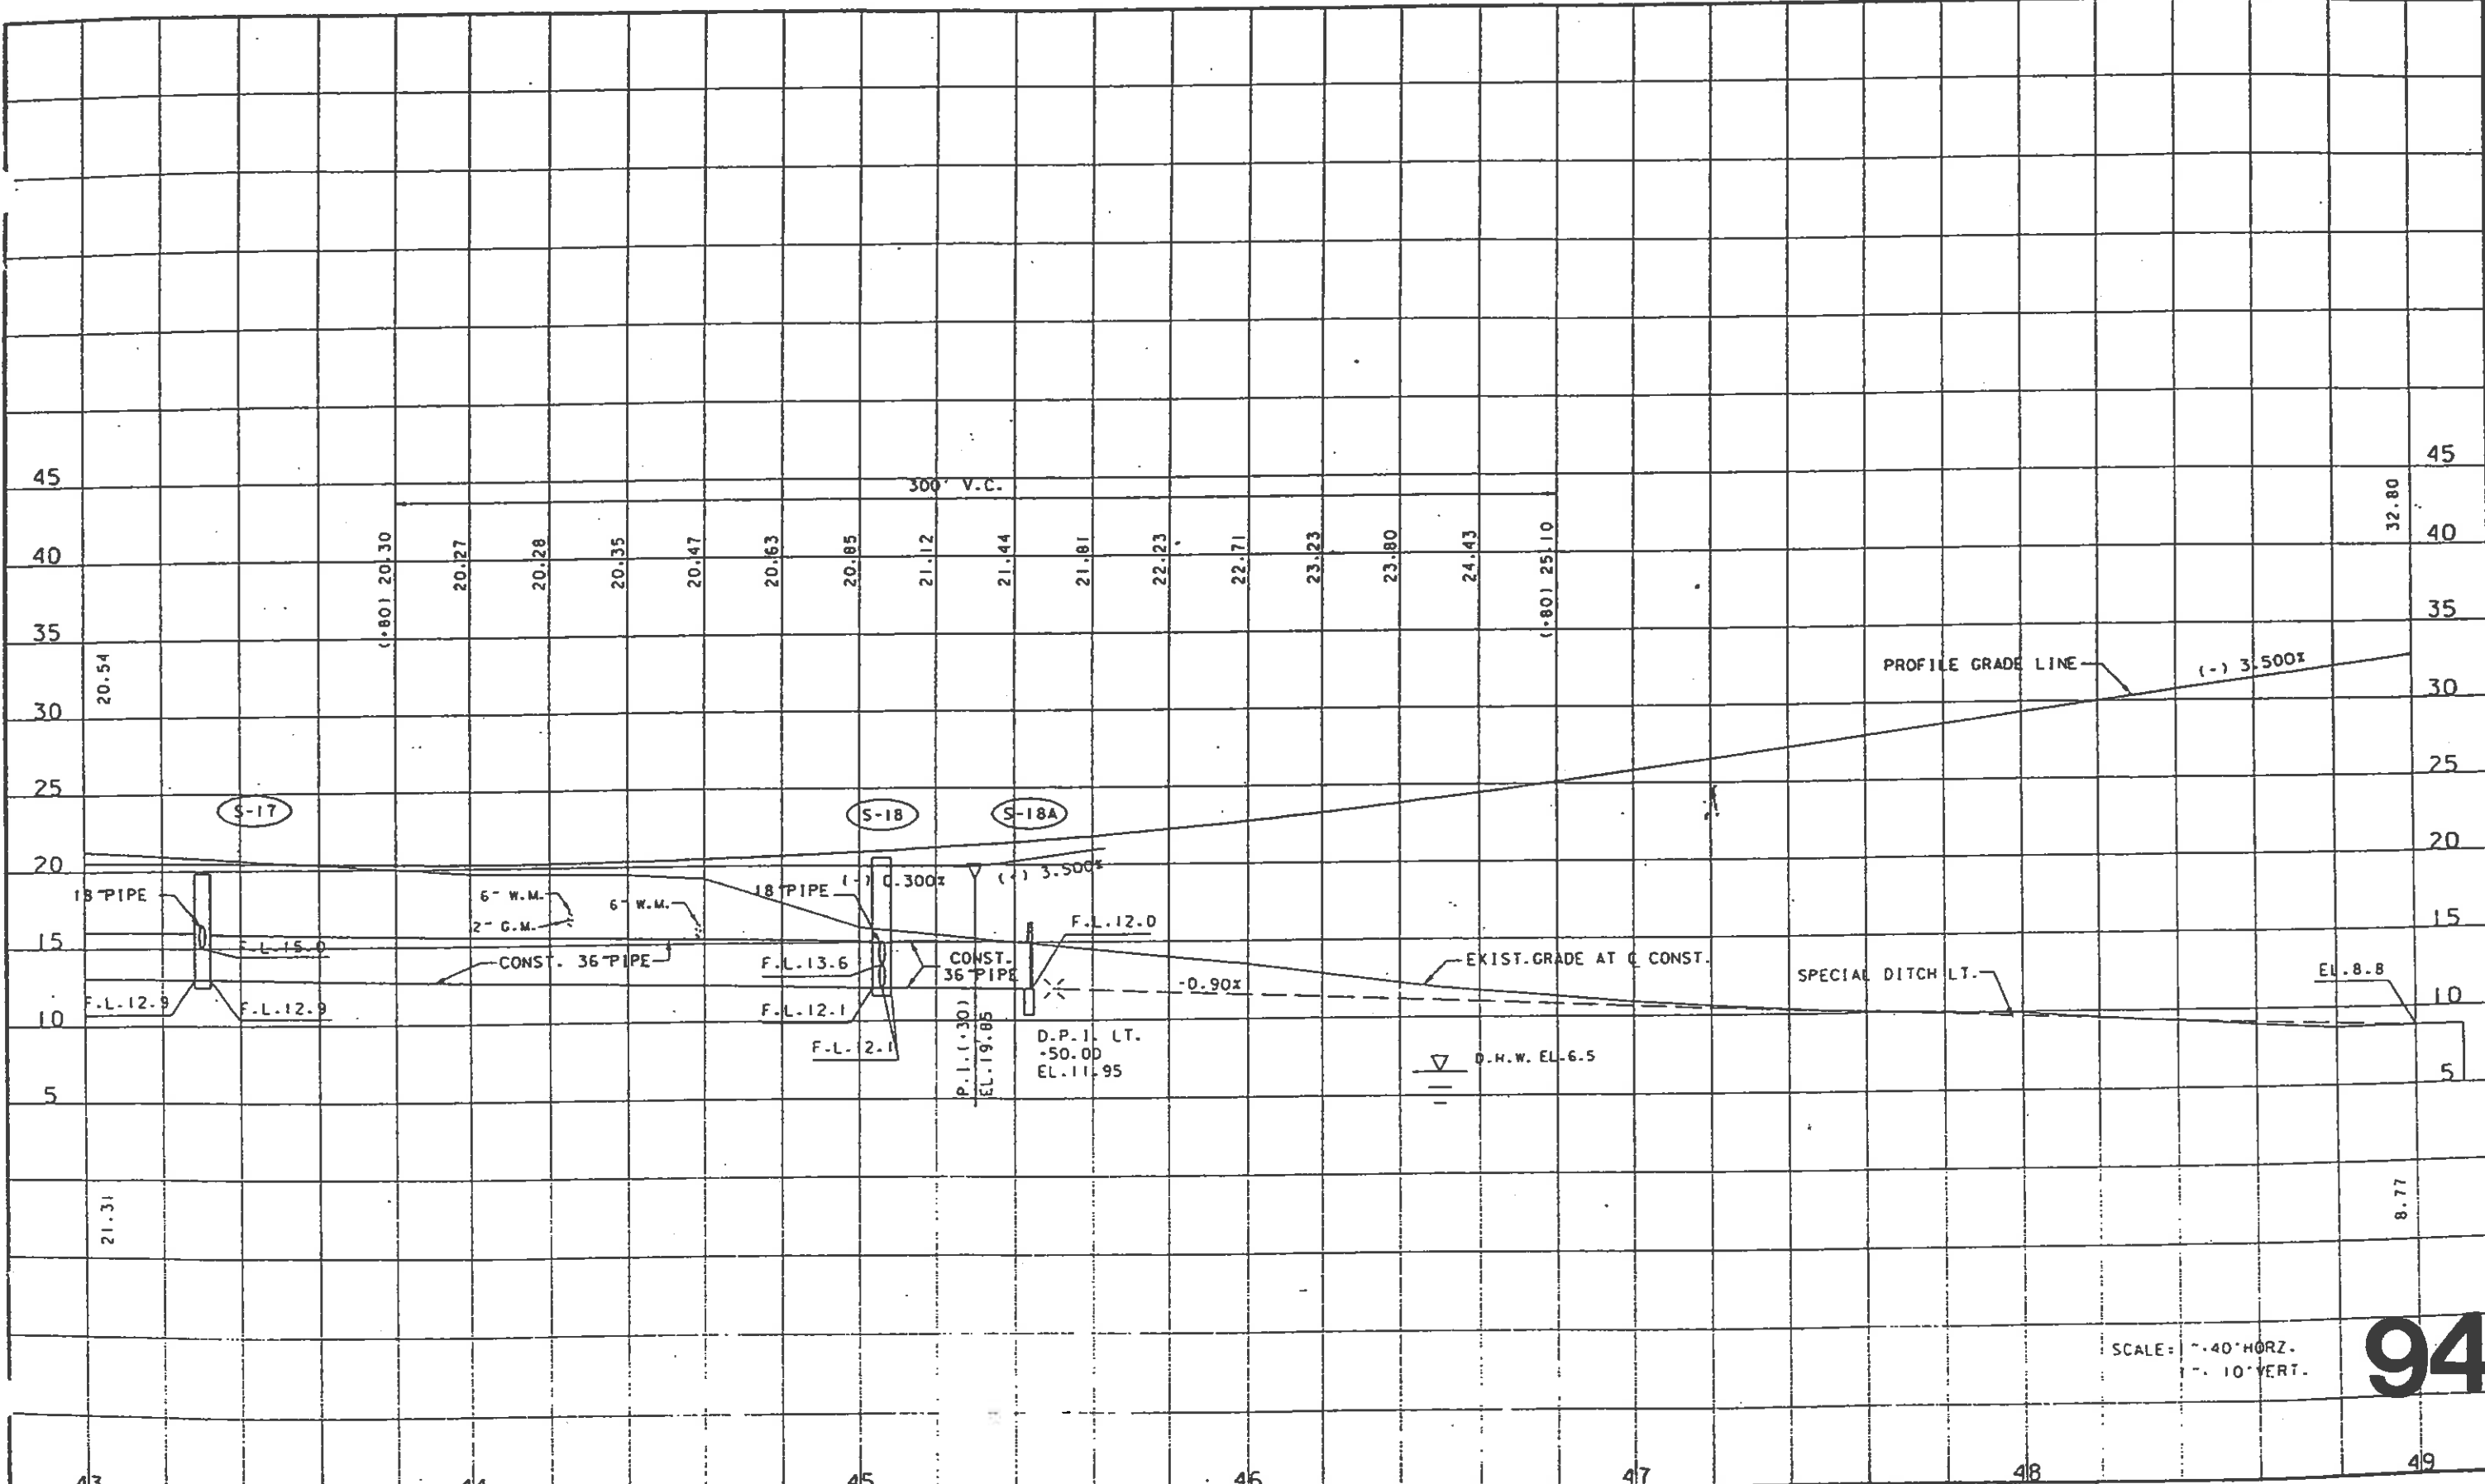 300' V.C.
45
45
32.80
(+80) 20.30
20.27
20.28
20.35
20.47
20.63
20.85
21.12
21.44
21.81
22.23
22.71
23.23
23.80
24.43
(+80) 25.10
40
40
35
35
20.54
PROFILE GRADE LINE
(-) 3.500%
30
30
25
25
S-17
S-18
S-18A
20
20
18" PIPE
6" W.M.
2" G.M.
6" W.M.
18" PIPE
(-) 0.300%
3.500%
F.L.12.0
15
15
F.L.15.0
CONST. 36" PIPE
F.L.13.6
CONST.
36" PIPE
EXIST.GRADE AT ℄ CONST.
SPECIAL DITCH LT.
EL.8.8
F.L.12.9
F.L.12.9
F.L.12.1
-0.90%
10
10
F.L.12.1
P.I.(+30)
EL.19.85
D.P.I. LT.
+50.00
EL.11.95
D.H.W. EL.6.5
5
5
21.31
8.77
SCALE: 1"=40'HORZ.
1"= 10'VERT.
94
43
44
45
46
47
48
49